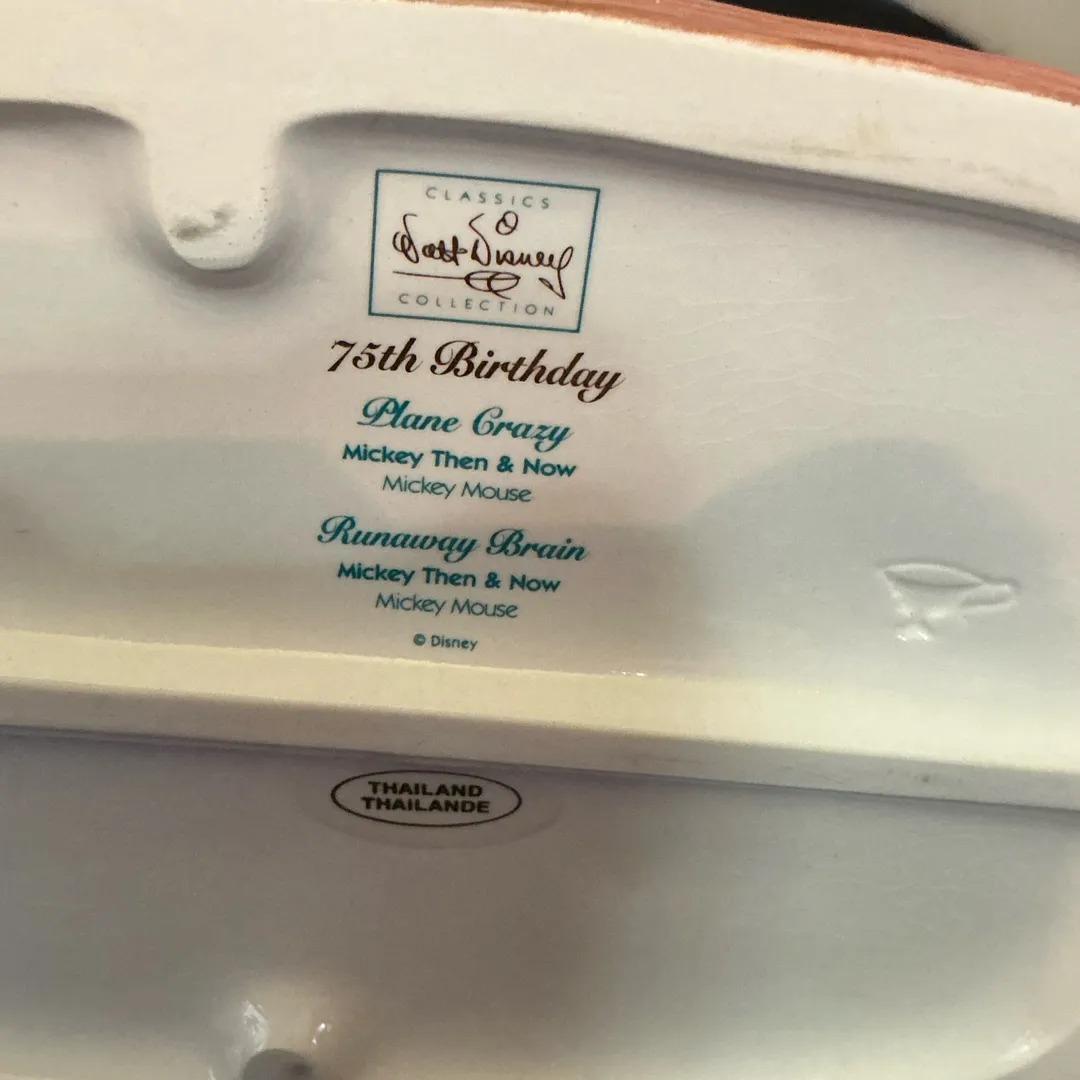 CLASSICS
Walt Disney
COLLECTION
75th Birthday
Plane Crazy
Mickey Then & Now
Mickey Mouse
Runaway Brain
Mickey Then & Now
Mickey Mouse
© Disney
THAILAND
THAILANDE